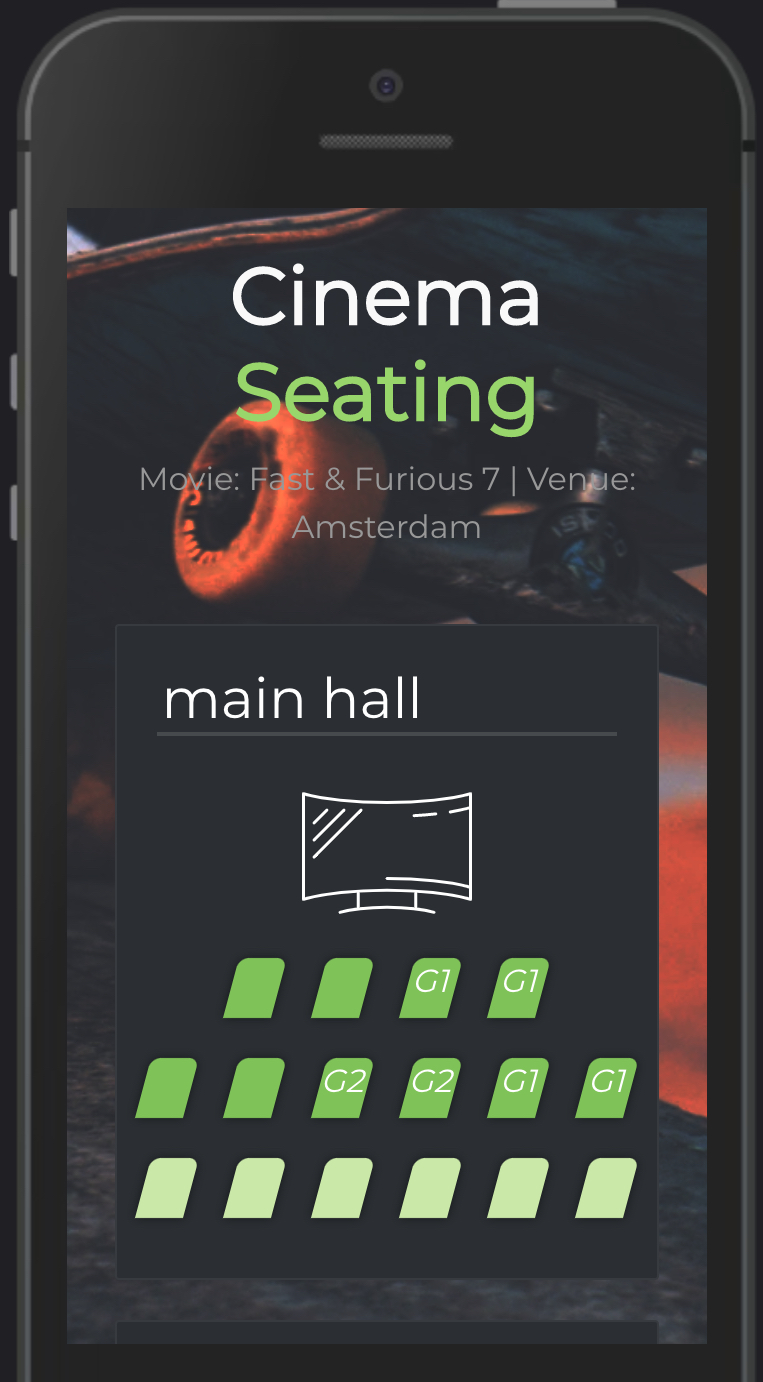 Cinema
Seating
Movie: Fast & Furious 7 | Venue:
Amsterdam
main hall
G1 G1
G2 G2 G1 G1